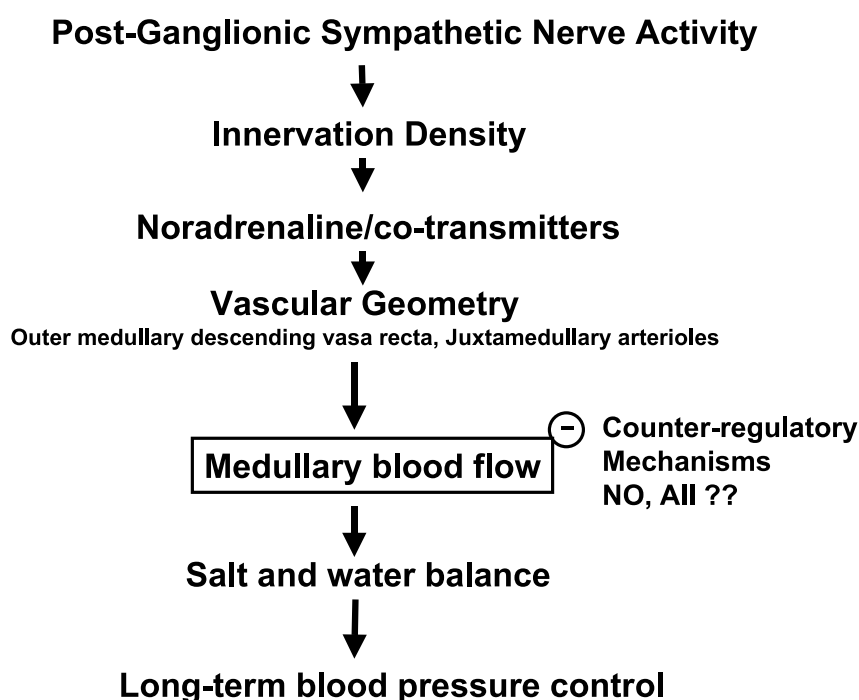 Post-Ganglionic Sympathetic Nerve Activity
Innervation Density
Noradrenaline/co-transmitters
Vascular Geometry
Outer medullary descending vasa recta, Juxtamedullary arterioles
−
Counter-regulatory
Mechanisms
NO, AII ??
Medullary blood flow
Salt and water balance
Long-term blood pressure control